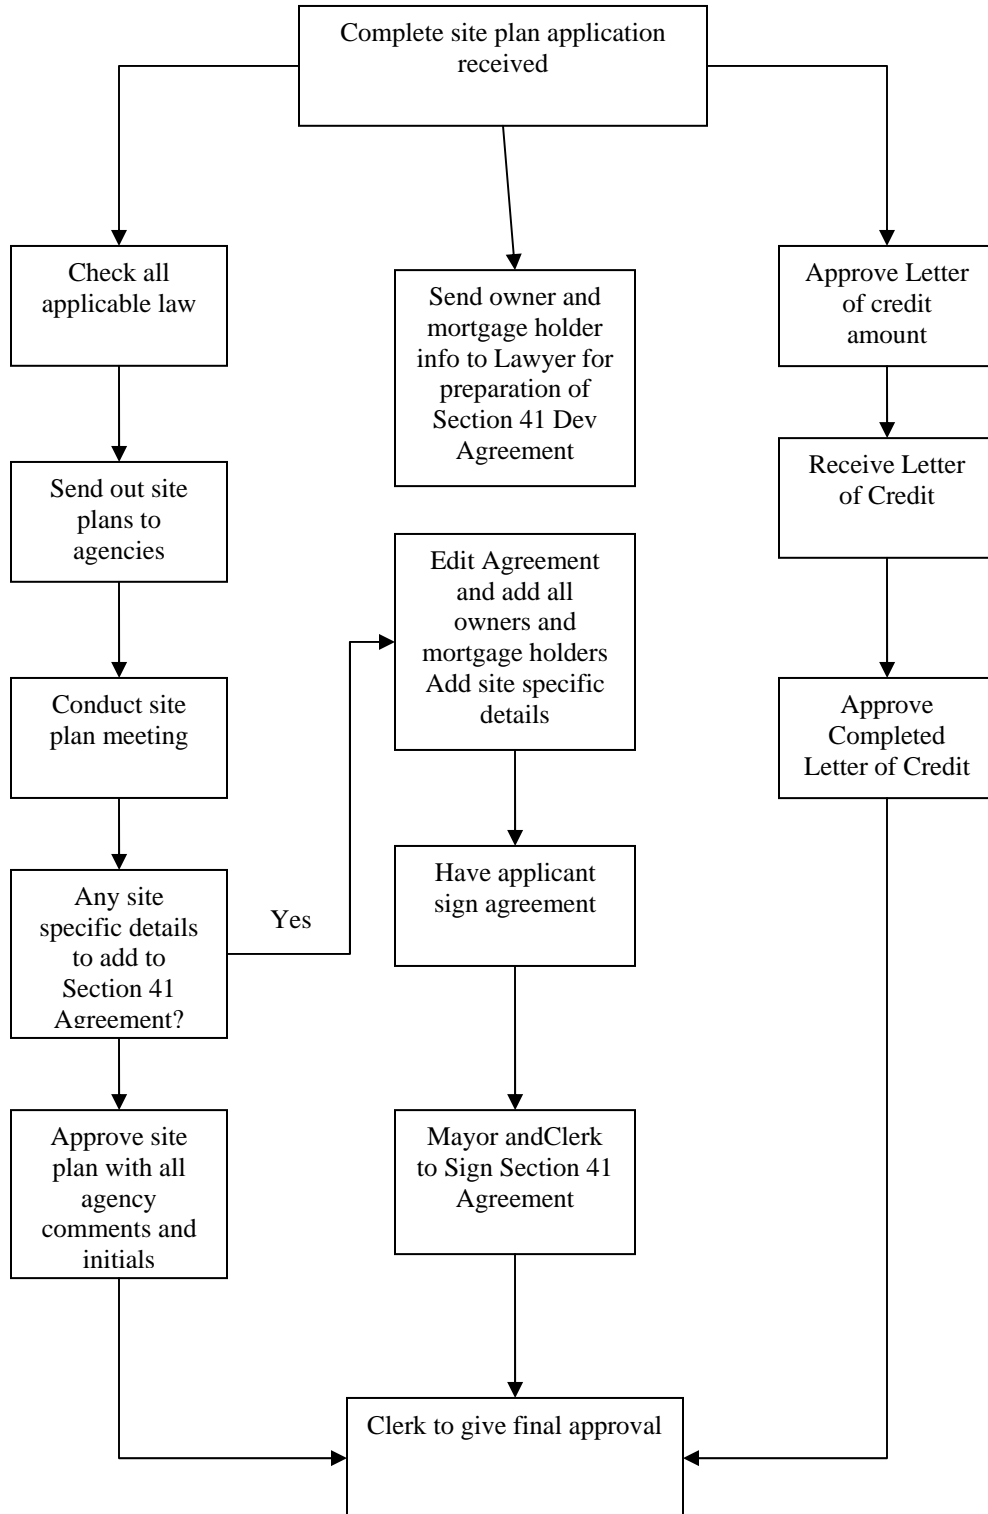 Complete site plan application
received
Check all
applicable law
Send owner and
mortgage holder
info to Lawyer for
preparation of
Section 41 Dev
Agreement
Approve Letter
of credit
amount
Send out site
plans to
agencies
Receive Letter
of Credit
Edit Agreement
and add all
owners and
mortgage holders
Add site specific
details
Conduct site
plan meeting
Approve
Completed
Letter of Credit
Any site
specific details
to add to
Section 41
Agreement?
Yes
Have applicant
sign agreement
Approve site
plan with all
agency
comments and
initials
Mayor andClerk
to Sign Section 41
Agreement
Clerk to give final approval